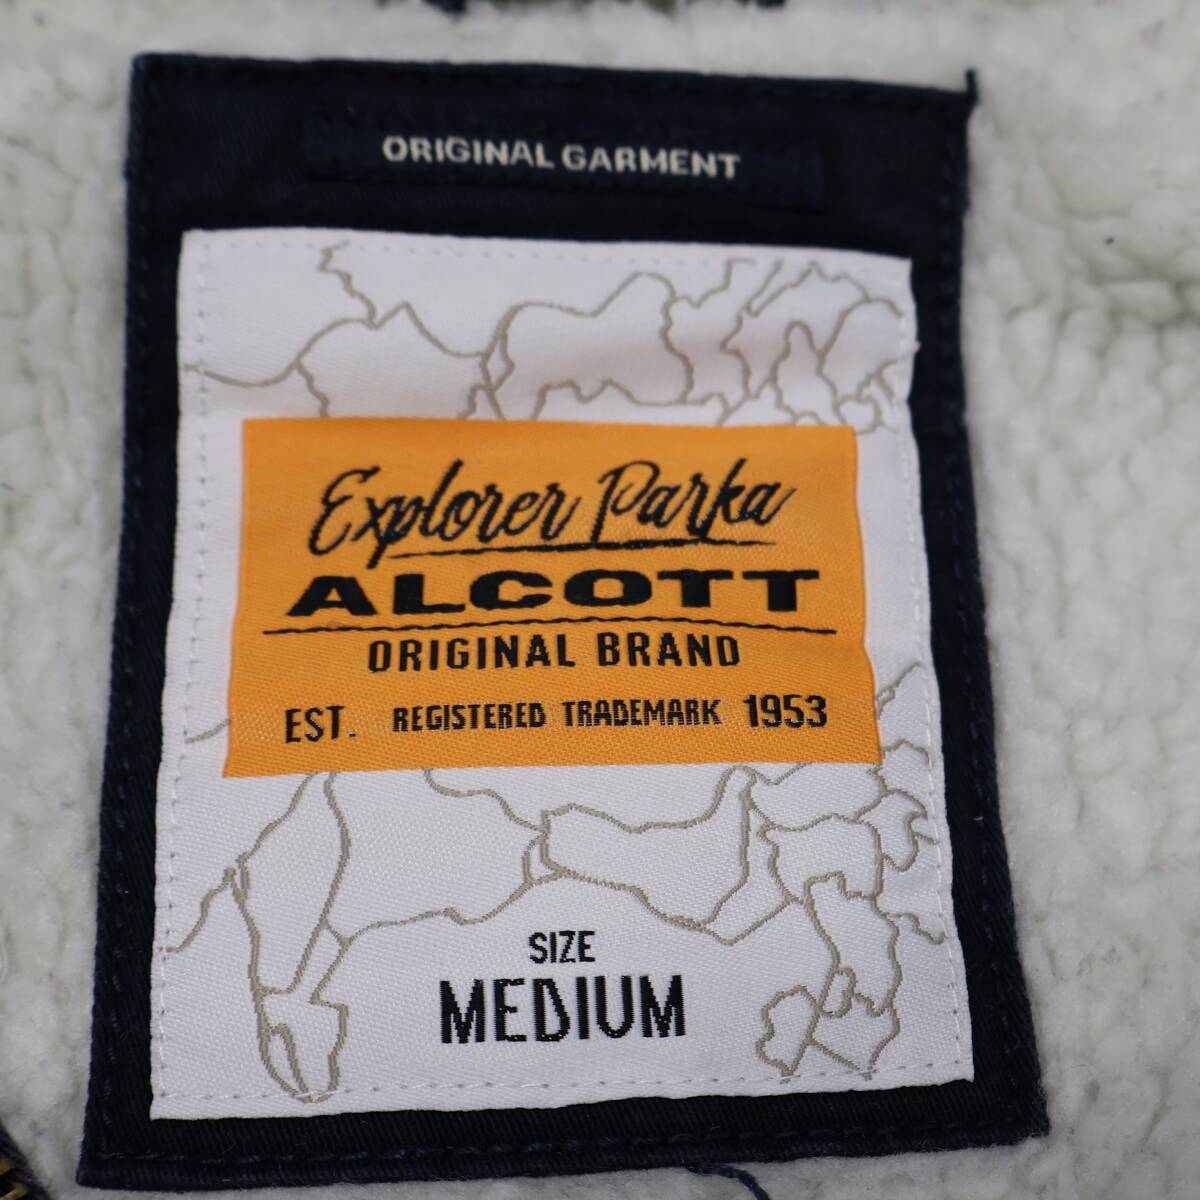 ORIGINAL GARMENT
Explorer Parka
ALCOTT
ORIGINAL BRAND
EST. REGISTERED TRADEMARK 1953
SIZE
MEDIUM